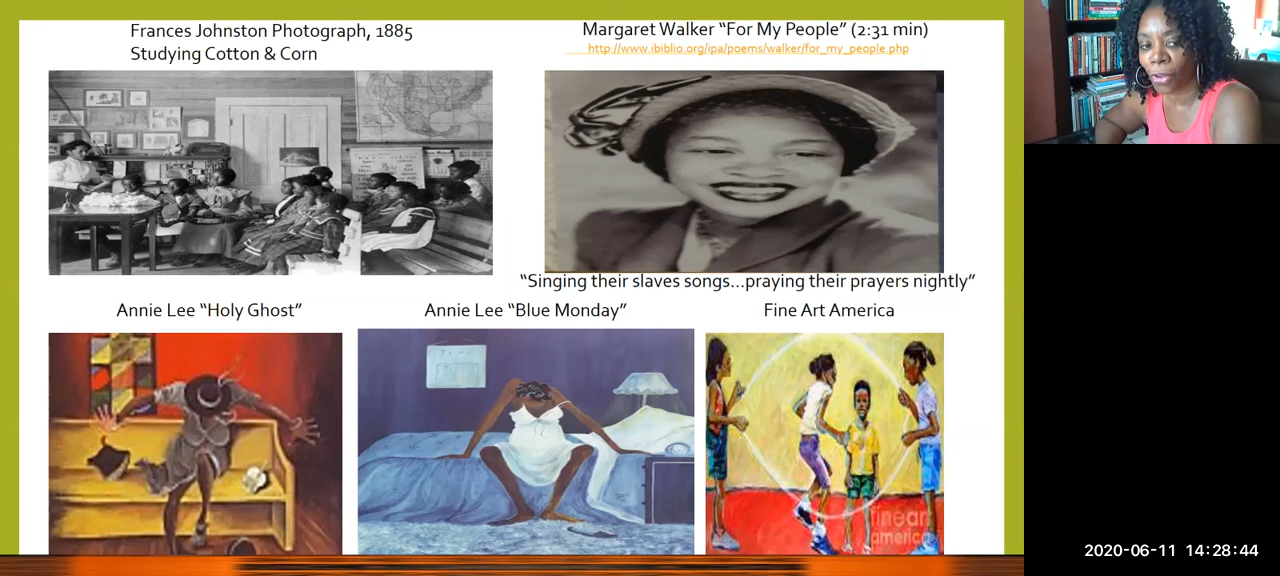 Frances Johnston Photograph, 1885
Studying Cotton & Corn
Margaret Walker “For My People” (2:31 min)
http://www.ibiblio.org/ipa/poems/walker/for_my_people.php
“Singing their slaves songs…praying their prayers nightly”
Annie Lee “Holy Ghost”
Annie Lee “Blue Monday”
Fine Art America
fine art
america
2020-06-11 14:28:44